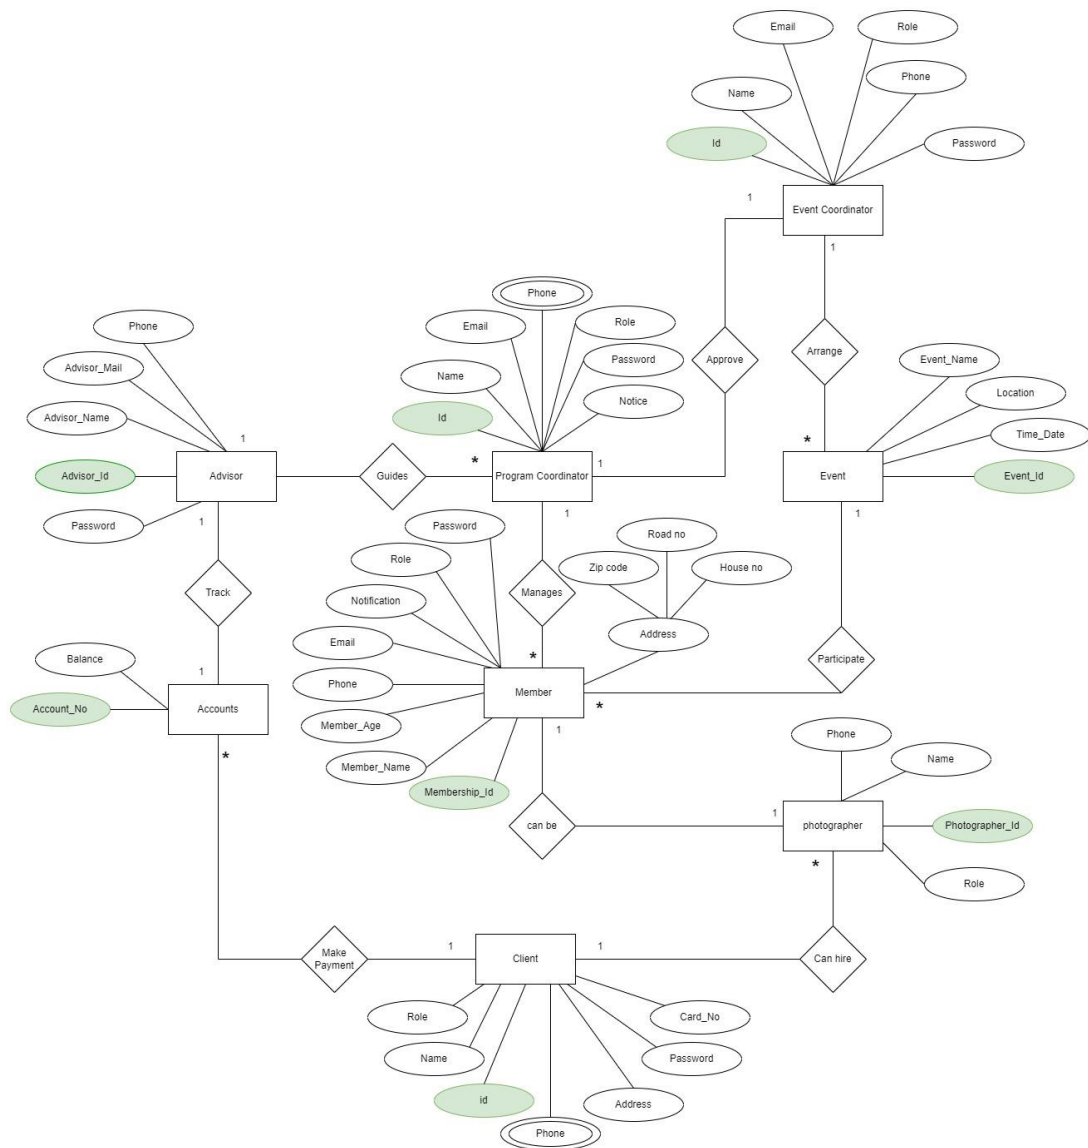 Email
Role
Name
Phone
Id
Password
1
Event Coordinator
1
Phone
Email
Role
Phone
Name
Password
Approve
Arrange
Event_Name
Advisor_Mail
Id
Notice
Location
Advisor_Name
1
Time_Date
*
*
1
Advisor_Id
Advisor
Guides
Program Coordinator
Event
Event_Id
Password
1
1
1
Password
Road no
Role
Zip code
House no
Track
Notification
Manages
Email
Address
Participate
Balance
1
*
Phone
Member
Account_No
Accounts
*
Member_Age
1
*
Member_Name
Phone
Name
Membership_Id
can be
1
photographer
Photographer_Id
*
Role
Make
Payment
1
Client
1
Can hire
Role
Card_No
Name
Password
id
Address
Phone